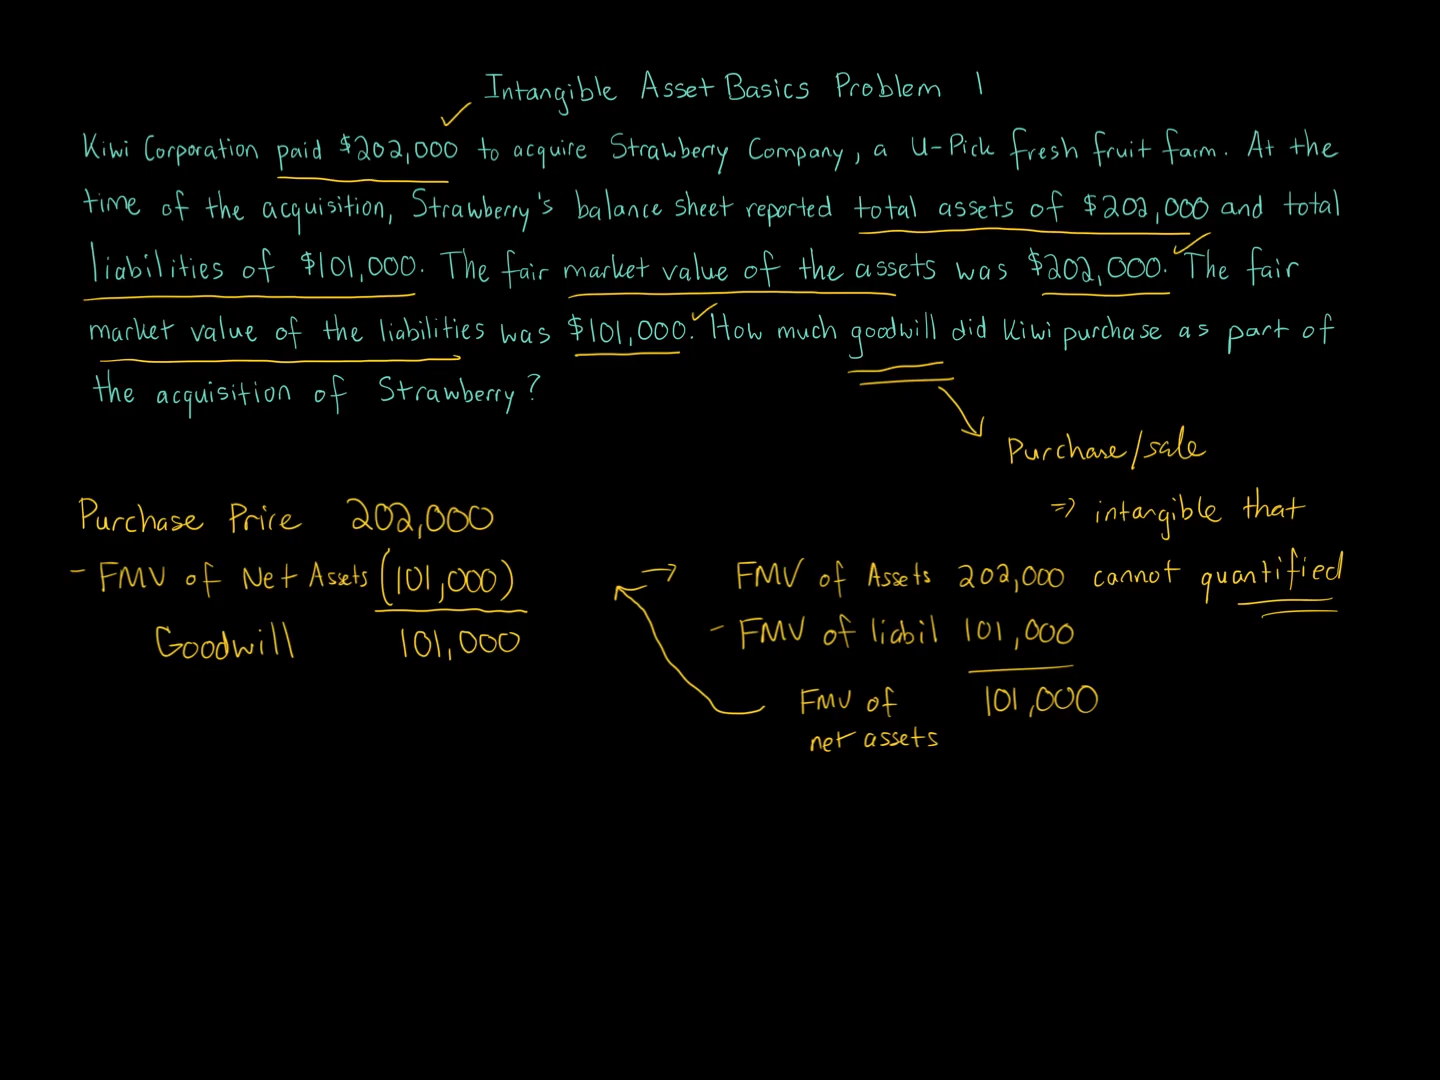 Intangible Asset Basics Problem 1
Kiwi Corporation paid $202,000 to acquire Strawberry Company, a U-Pick fresh fruit farm. At the
time of the acquisition, Strawberry's balance sheet reported total assets of $202,000 and total
liabilities of $101,000. The fair market value of the assets was $202,000. The fair
market value of the liabilities was $101,000. How much goodwill did Kiwi purchase as part of
the acquisition of Strawberry?
Purchase/sale
⇒ intangible that
cannot quantified
Purchase Price 202,000
- FMV of Net Assets (101,000)
Goodwill 101,000
→ FMV of Assets 202,000
- FMV of liabil 101,000
FMV of 101,000
net assets